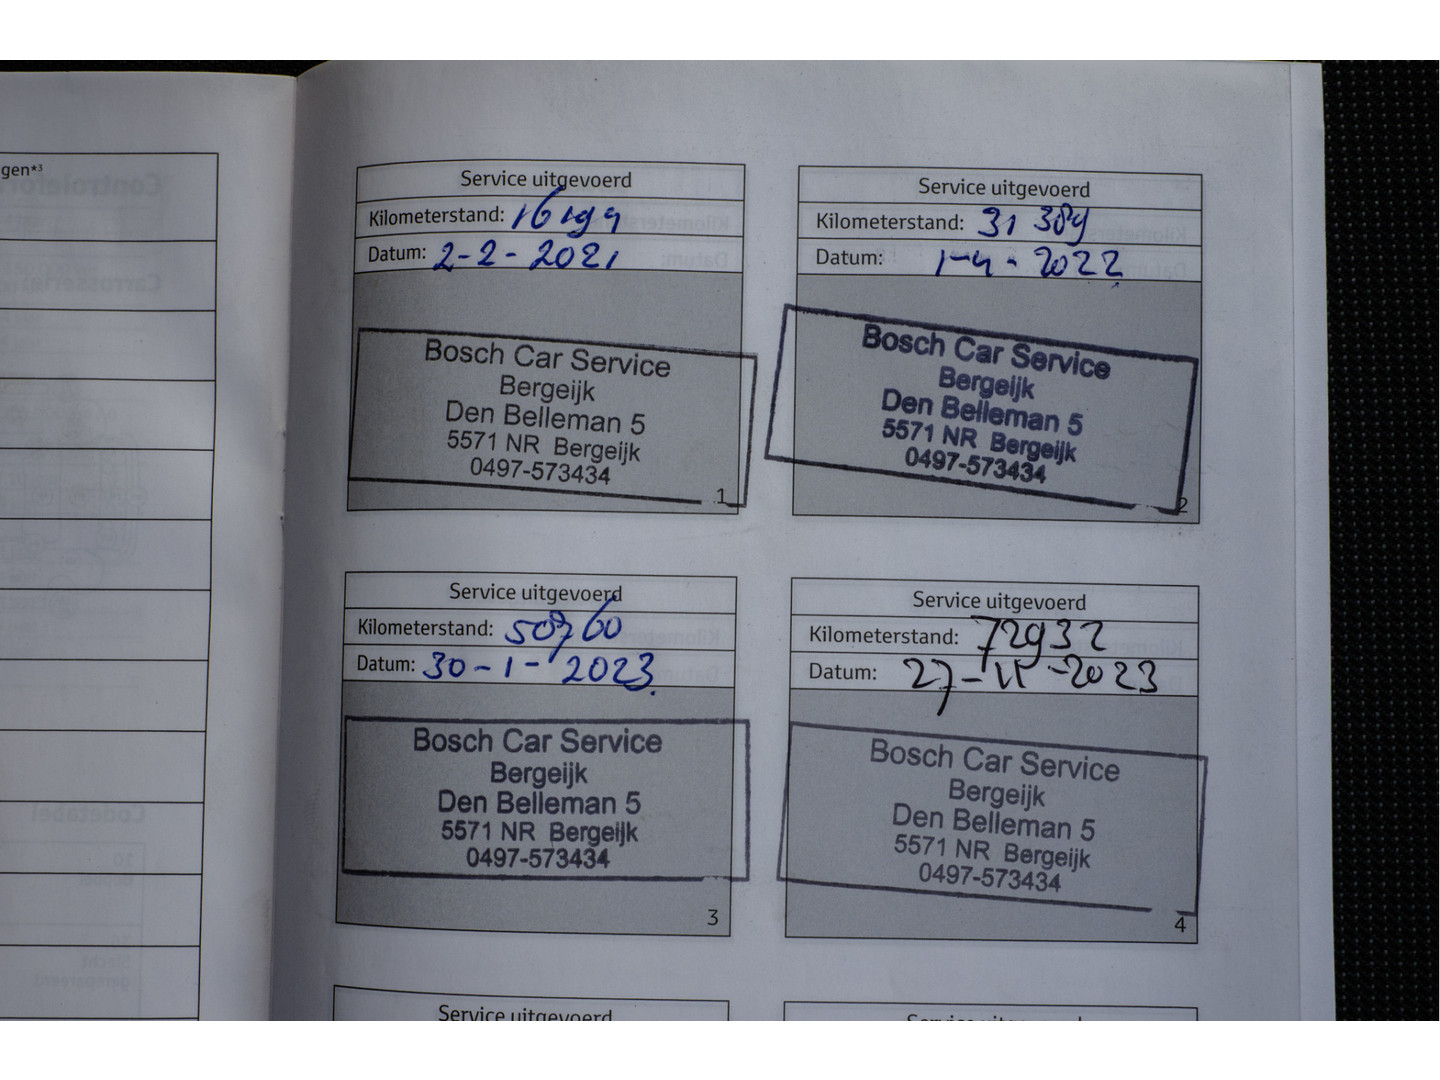 gen*³
Service uitgevoerd
Kilometerstand: 16199
Datum: 2-2-2021
Bosch Car Service
Bergeijk
Den Belleman 5
5571 NR Bergeijk
0497-573434
1
Service uitgevoerd
Kilometerstand: 31 389
Datum: 1-4-2022
Bosch Car Service
Bergeijk
Den Belleman 5
5571 NR Bergeijk
0497-573434
2
Service uitgevoerd
Kilometerstand:
Datum: 30-1-2023
Bosch Car Service
Bergeijk
Den Belleman 5
5571 NR Bergeijk
0497-573434
3
Service uitgevoerd
Kilometerstand: 72932
Datum: 27-11-2023
Bosch Car Service
Bergeijk
Den Belleman 5
5571 NR Bergeijk
0497-573434
4
Service uitgevoerd
Service uitgevoerd